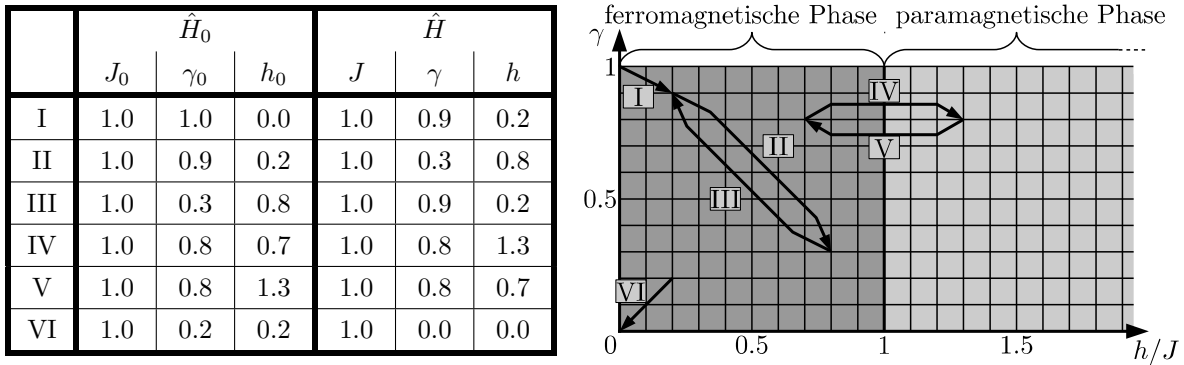 Ĥ₀ Ĥ
J₀ γ₀ h₀ J γ h
I 1.0 1.0 0.0 1.0 0.9 0.2
II 1.0 0.9 0.2 1.0 0.3 0.8
III 1.0 0.3 0.8 1.0 0.9 0.2
IV 1.0 0.8 0.7 1.0 0.8 1.3
V 1.0 0.8 1.3 1.0 0.8 0.7
VI 1.0 0.2 0.2 1.0 0.0 0.0
ferromagnetische Phase paramagnetische Phase
γ
1
I
IV
II
V
0.5
III
VI
0 0.5 1 1.5 h/J